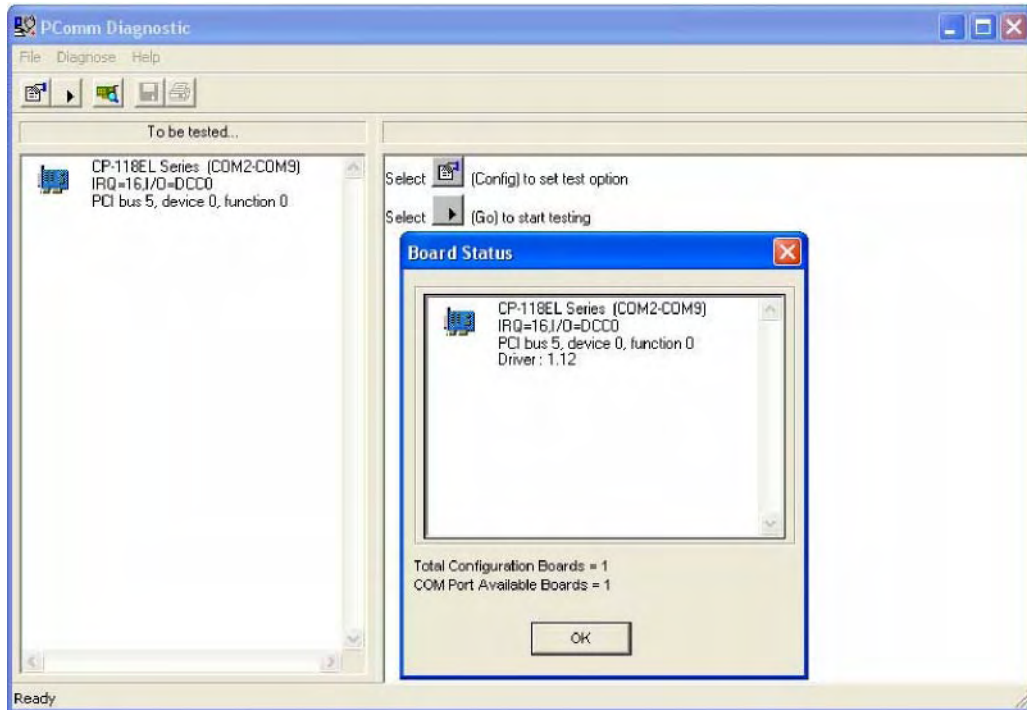 PComm Diagnostic
File Diagnose Help
To be tested...
CP-118EL Series (COM2-COM9)
IRQ=16,I/O=DCC0
PCI bus 5, device 0, function 0
Select (Config) to set test option
Select (Go) to start testing
Board Status
CP-118EL Series (COM2-COM9)
IRQ=16,I/O=DCC0
PCI bus 5, device 0, function 0
Driver : 1.12
Total Configuration Boards = 1
COM Port Available Boards = 1
OK
Ready